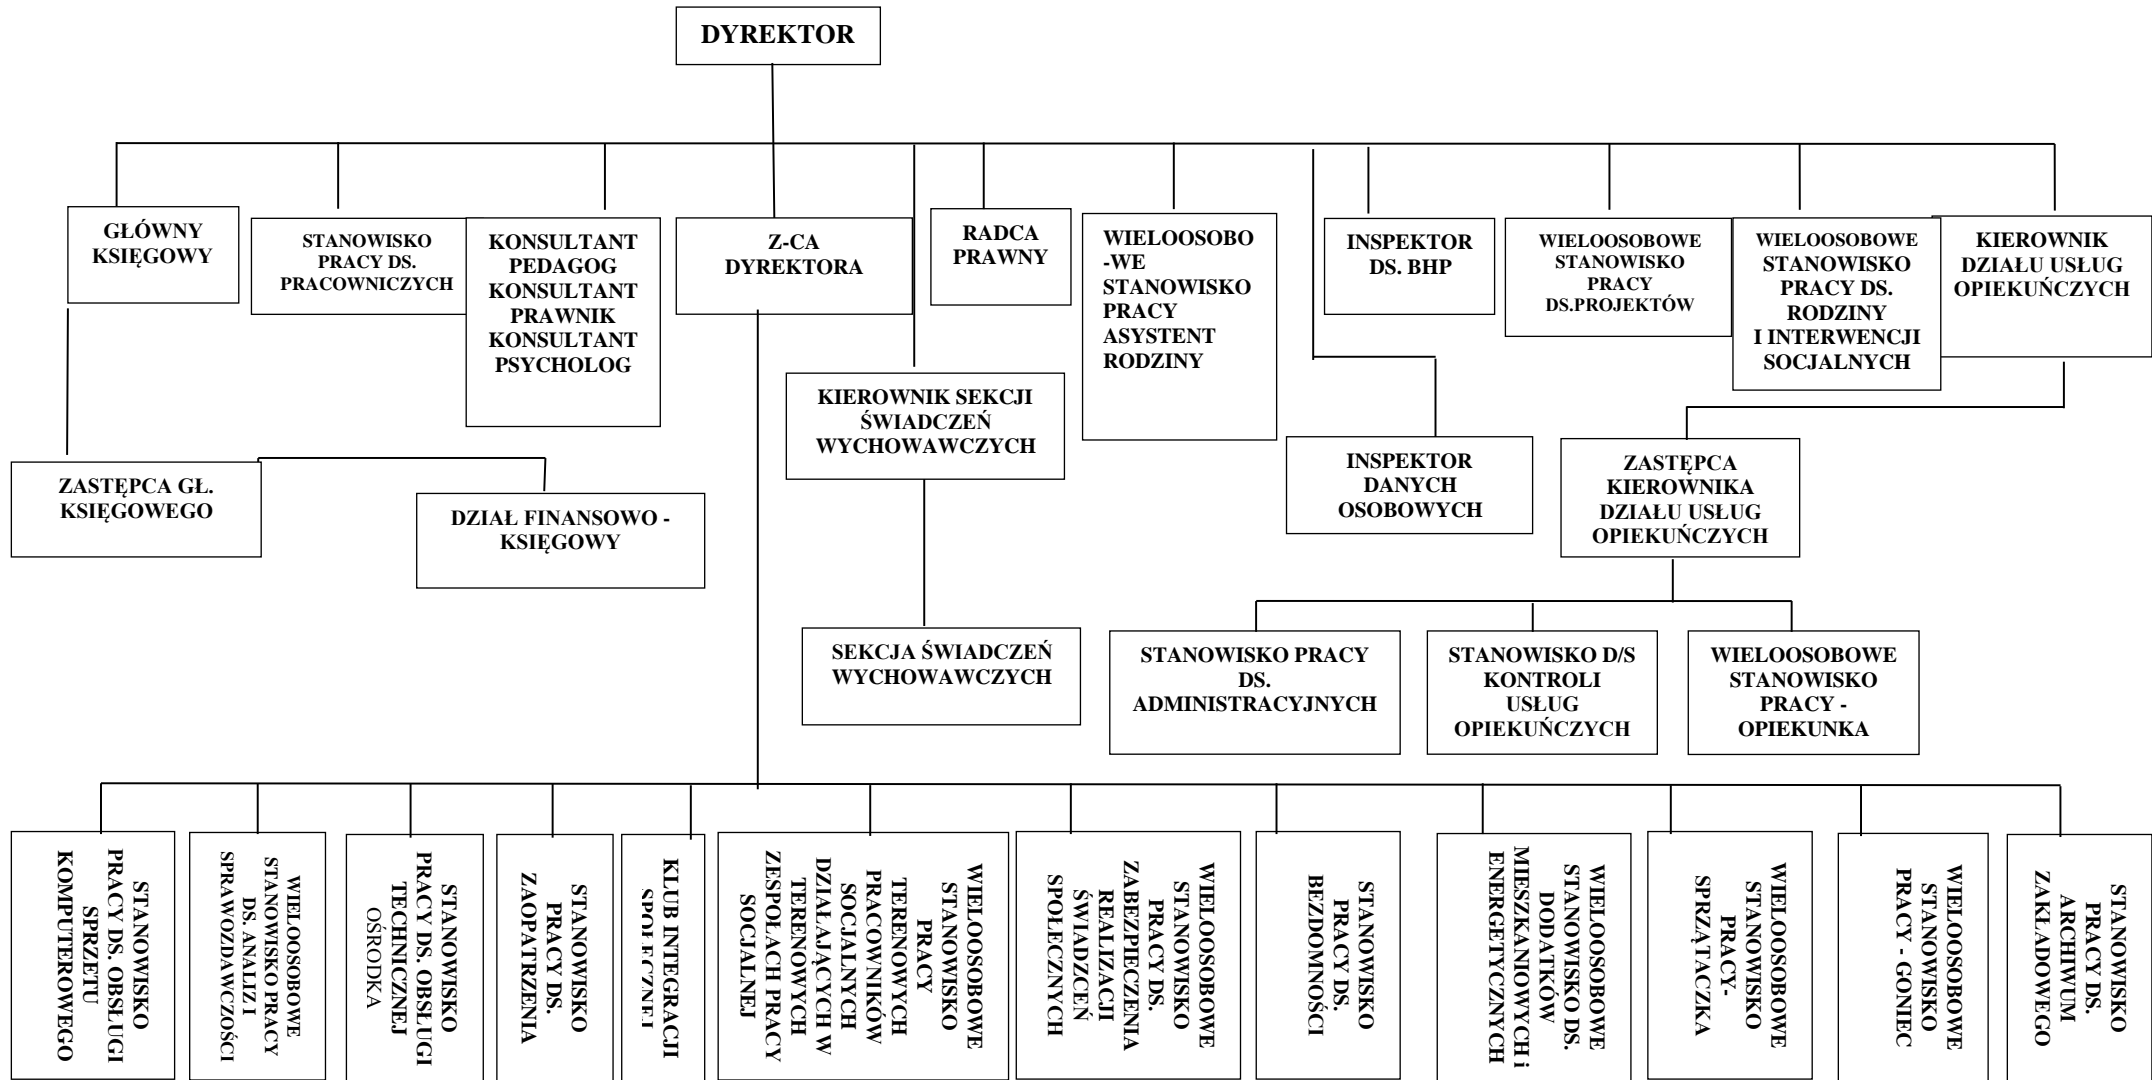 DYREKTOR
GŁÓWNY
KSIĘGOWY
STANOWISKO
PRACY DS.
PRACOWNICZYCH
KONSULTANT
PEDAGOG
KONSULTANT
PRAWNIK
KONSULTANT
PSYCHOLOG
Z-CA
DYREKTORA
RADCA
PRAWNY
WIELOOSOBO
-WE
STANOWISKO
PRACY
ASYSTENT
RODZINY
INSPEKTOR
DS. BHP
WIELOOSOBOWE
STANOWISKO
PRACY
DS.PROJEKTÓW
WIELOOSOBOWE
STANOWISKO
PRACY DS.
RODZINY
I INTERWENCJI
SOCJALNYCH
KIEROWNIK
DZIAŁU USŁUG
OPIEKUŃCZYCH
KIEROWNIK SEKCJI
ŚWIADCZEŃ
WYCHOWAWCZYCH
ZASTĘPCA GŁ.
KSIĘGOWEGO
DZIAŁ FINANSOWO -
KSIĘGOWY
INSPEKTOR
DANYCH
OSOBOWYCH
ZASTĘPCA
KIEROWNIKA
DZIAŁU USŁUG
OPIEKUŃCZYCH
SEKCJA ŚWIADCZEŃ
WYCHOWAWCZYCH
STANOWISKO PRACY
DS.
ADMINISTRACYJNYCH
STANOWISKO D/S
KONTROLI
USŁUG
OPIEKUŃCZYCH
WIELOOSOBOWE
STANOWISKO
PRACY -
OPIEKUNKA
STANOWISKO
PRACY DS. OBSŁUGI
SPRZETU
KOMPUTEROWEGO
WIELOOSOBOWE
STANOWISKO PRACY
DS. ANALIZ I
SPRAWOZDAWCZOŚCI
STANOWISKO
PRACY DS. OBSŁUGI
TECHNICZNEJ
OŚRODKA
STANOWISKO
PRACY DS.
ZAOPATRZENIA
KLUB INTEGRACJI
SPOŁECZNEJ
WIELOOSOBOWE
STANOWISKO
PRACY
TERENOWYCH
PRACOWNIKÓW
SOCJALNYCH
DZIAŁAJĄCYCH W
TERENOWYCH
ZESPOŁACH PRACY
SOCJALNEJ
WIELOOSOBOWE
STANOWISKO
PRACY DS.
ZABEZPIECZENIA
REALIZACJI
ŚWIADZCEŃ
SPOŁECZNYCH
STANOWISKO
PRACY DS.
BEZDOMNOŚCI
WIELOOSOBOWE
STANOWISKO DS.
DODATKÓW
MIESZKANIOWYCH i
ENERGETYCZNYCH
WIELOOSOBOWE
STANOWISKO
PRACY-
SPRZĄTACZKA
WIELOOSOBOWE
STANOWISKO
PRACY - GONIEC
STANOWISKO
PRACY DS.
ARCHIWUM
ZAKŁADOWEGO